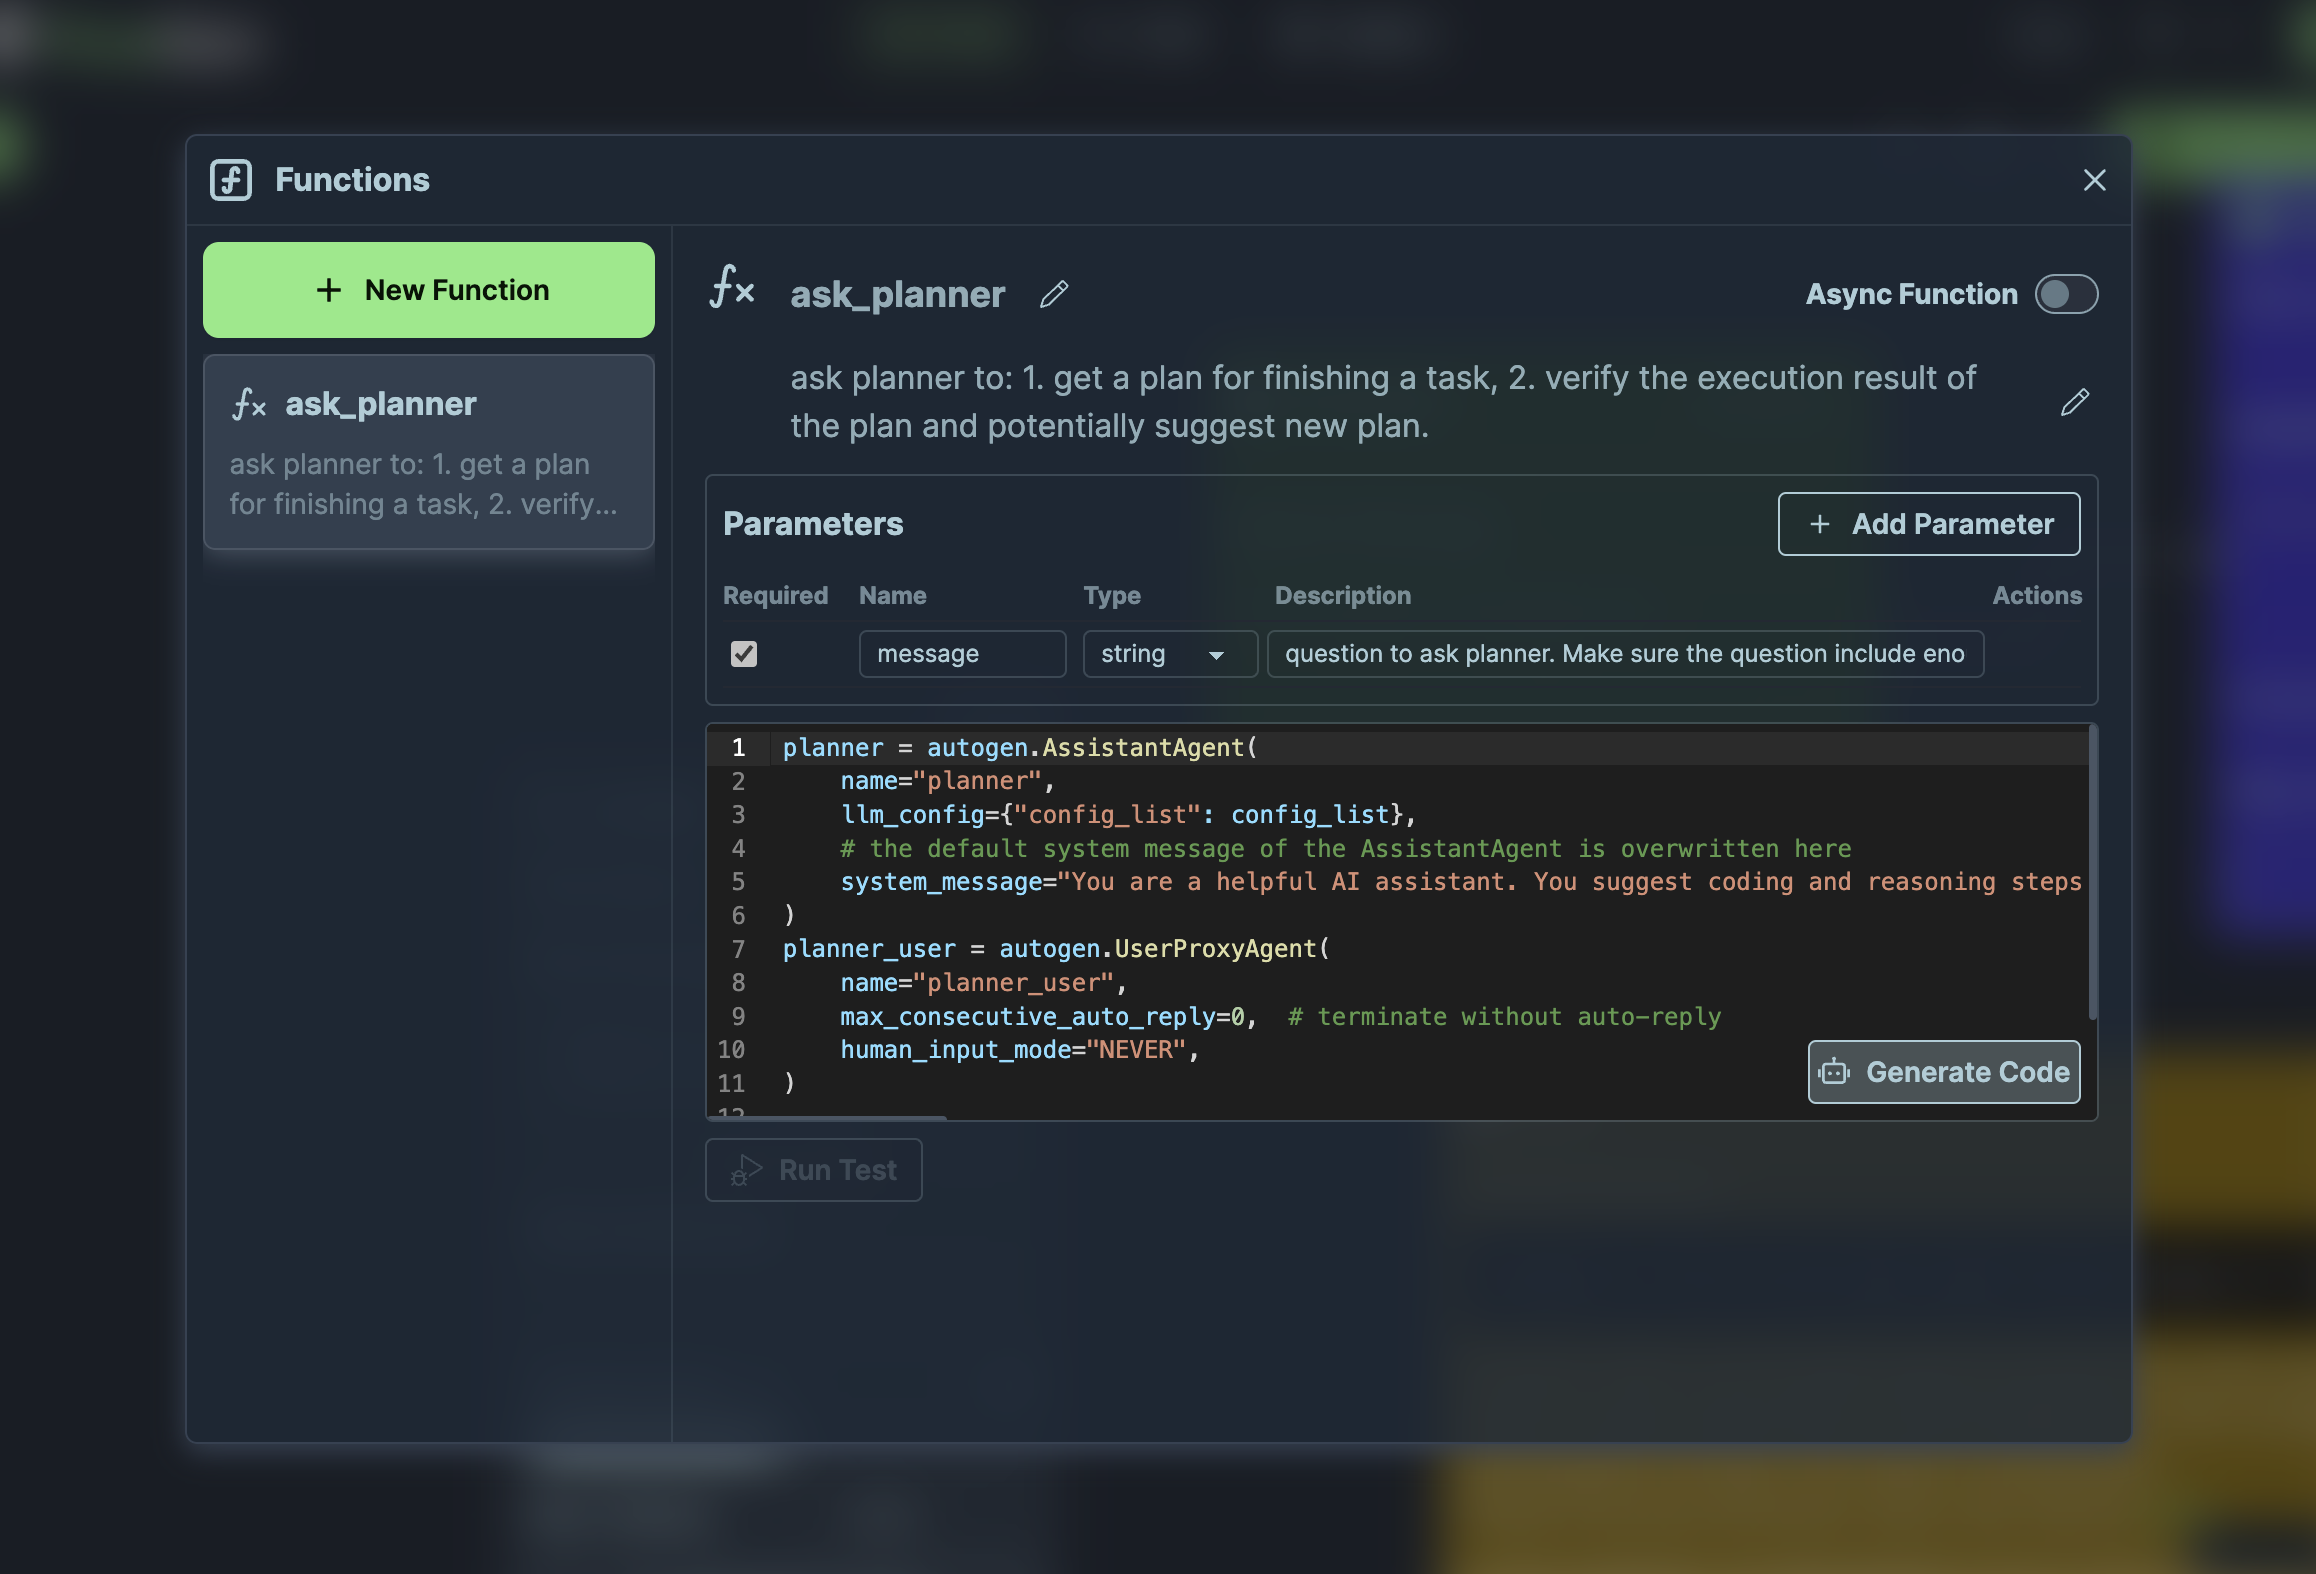 Functions
+ New Function
ask_planner
ask planner to: 1. get a plan
for finishing a task, 2. verify...
ask_planner
Async Function
ask planner to: 1. get a plan for finishing a task, 2. verify the execution result of
the plan and potentially suggest new plan.
Parameters
+ Add Parameter
Required Name Type Description Actions
message string question to ask planner. Make sure the question include eno
1 planner = autogen.AssistantAgent(
2     name="planner",
3     llm_config={"config_list": config_list},
4     # the default system message of the AssistantAgent is overwritten here
5     system_message="You are a helpful AI assistant. You suggest coding and reasoning steps
6 )
7 planner_user = autogen.UserProxyAgent(
8     name="planner_user",
9     max_consecutive_auto_reply=0,  # terminate without auto-reply
10     human_input_mode="NEVER",
11 )
12
Generate Code
Run Test